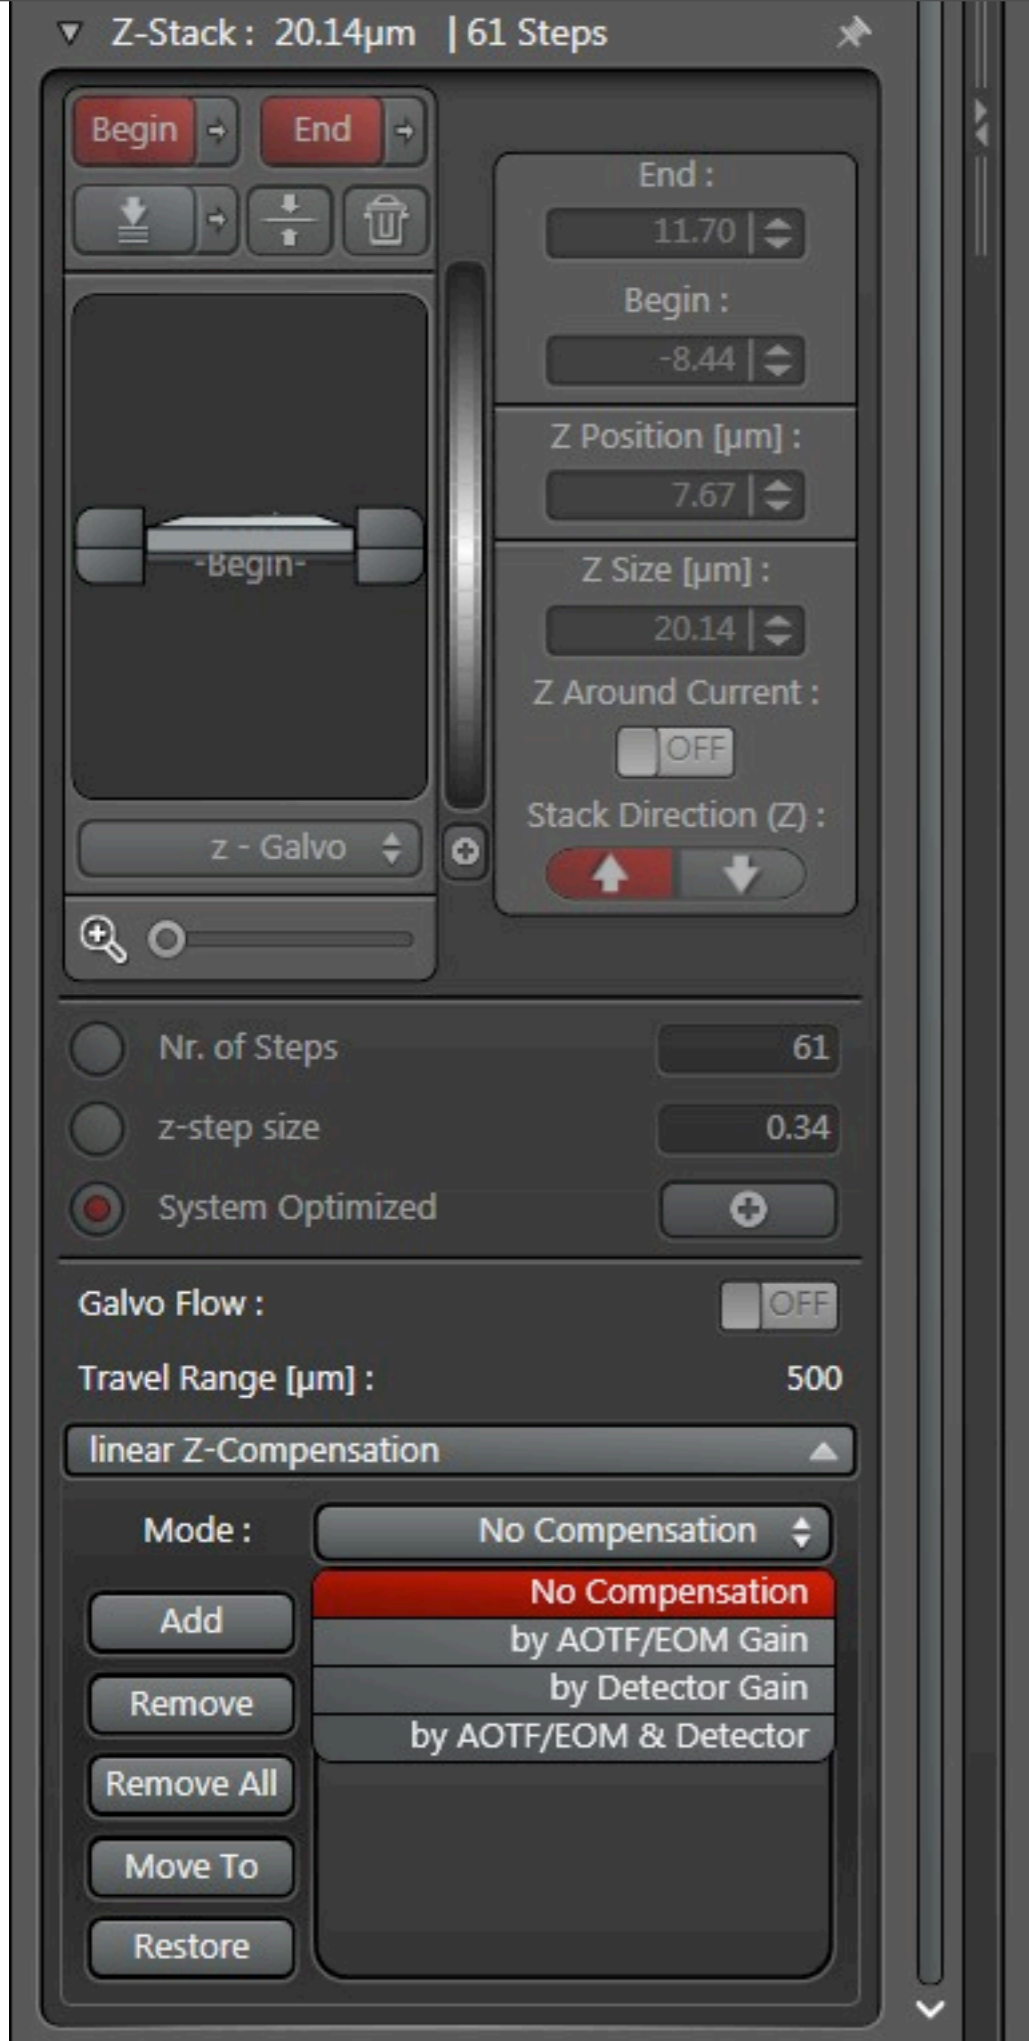 Z-Stack : 20.14µm | 61 Steps
Begin
End
End :
11.70
Begin :
-8.44
Z Position [µm] :
7.67
-Begin-
Z Size [µm] :
20.14
Z Around Current :
OFF
Stack Direction (Z) :
z - Galvo
Nr. of Steps 61
z-step size 0.34
System Optimized
Galvo Flow : OFF
Travel Range [µm] : 500
linear Z-Compensation
Mode : No Compensation
No Compensation
Add
by AOTF/EOM Gain
by Detector Gain
Remove
by AOTF/EOM & Detector
Remove All
Move To
Restore